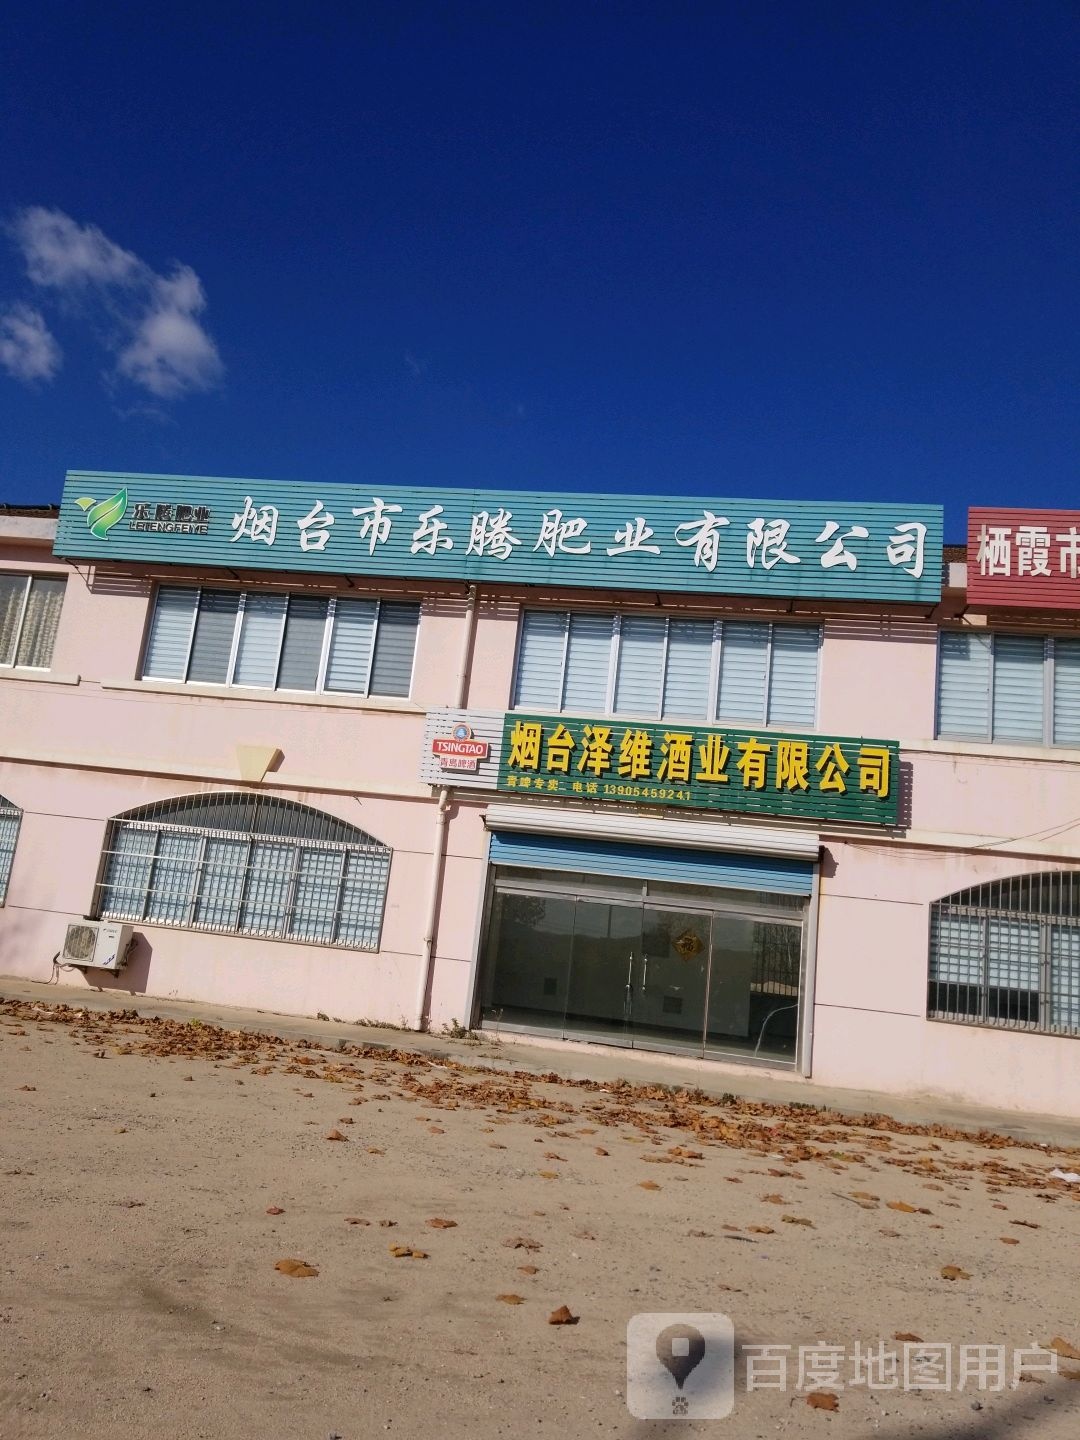 乐腾肥业
LETENGFEIYE
烟台市乐腾肥业有限公司
栖霞市
TSINGTAO
青島啤酒
烟台泽维酒业有限公司
青啤专卖 电话 13905459241
福
百度地图用户